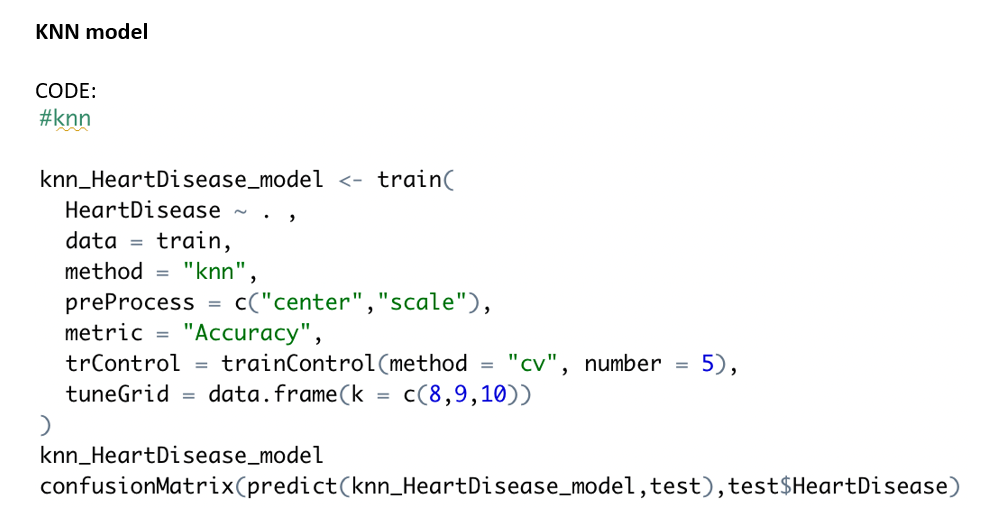 KNN model
CODE:
#knn
knn_HeartDisease_model <- train(
  HeartDisease ~ . ,
  data = train,
  method = "knn",
  preProcess = c("center","scale"),
  metric = "Accuracy",
  trControl = trainControl(method = "cv", number = 5),
  tuneGrid = data.frame(k = c(8,9,10))
)
knn_HeartDisease_model
confusionMatrix(predict(knn_HeartDisease_model,test),test$HeartDisease)